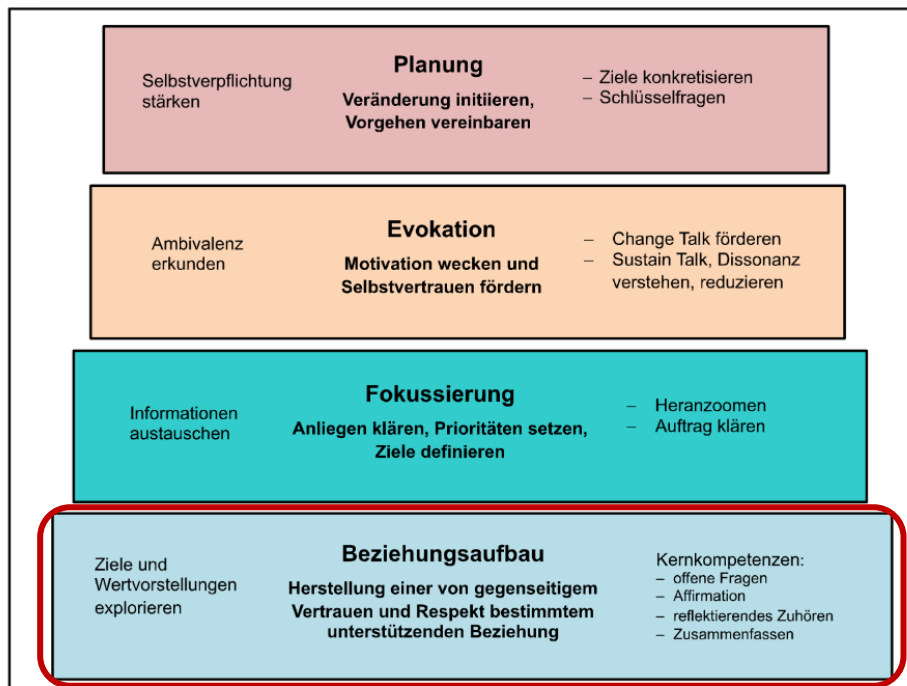 Selbstverpflichtung
stärken
Planung
Veränderung initiieren,
Vorgehen vereinbaren
– Ziele konkretisieren
– Schlüsselfragen
Ambivalenz
erkunden
Evokation
Motivation wecken und
Selbstvertrauen fördern
– Change Talk fördern
– Sustain Talk, Dissonanz
verstehen, reduzieren
Informationen
austauschen
Fokussierung
Anliegen klären, Prioritäten setzen,
Ziele definieren
– Heranzoomen
– Auftrag klären
Ziele und
Wertvorstellungen
explorieren
Beziehungsaufbau
Herstellung einer von gegenseitigem
Vertrauen und Respekt bestimmtem
unterstützenden Beziehung
Kernkompetenzen:
– offene Fragen
– Affirmation
– reflektierendes Zuhören
– Zusammenfassen